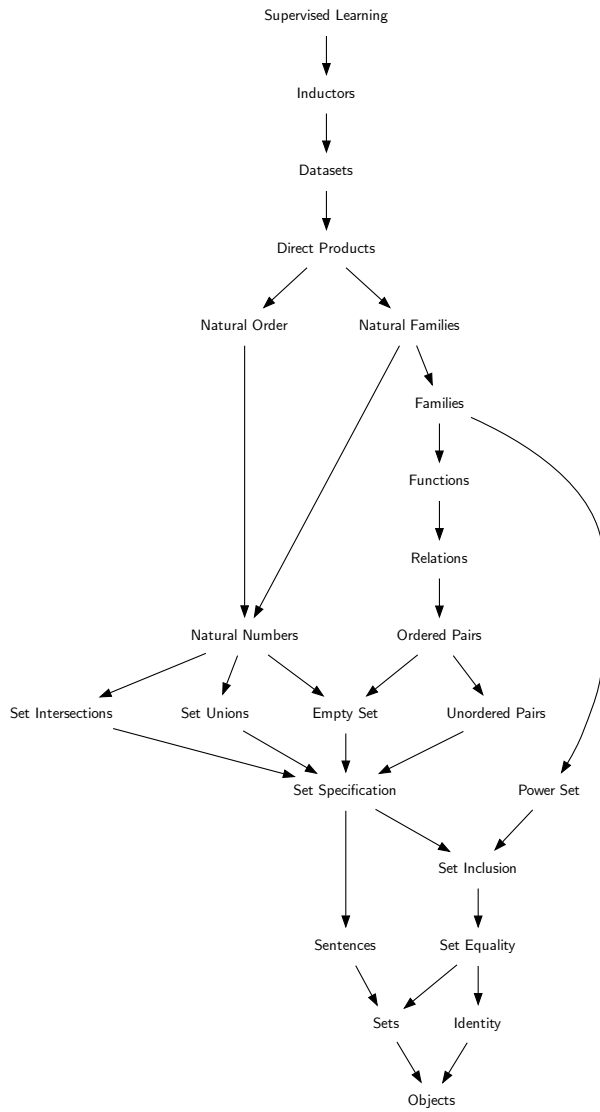 Supervised Learning
Inductors
Datasets
Direct Products
Natural Order
Natural Families
Families
Functions
Relations
Natural Numbers
Ordered Pairs
Set Intersections
Set Unions
Empty Set
Unordered Pairs
Set Specification
Power Set
Set Inclusion
Sentences
Set Equality
Sets
Identity
Objects